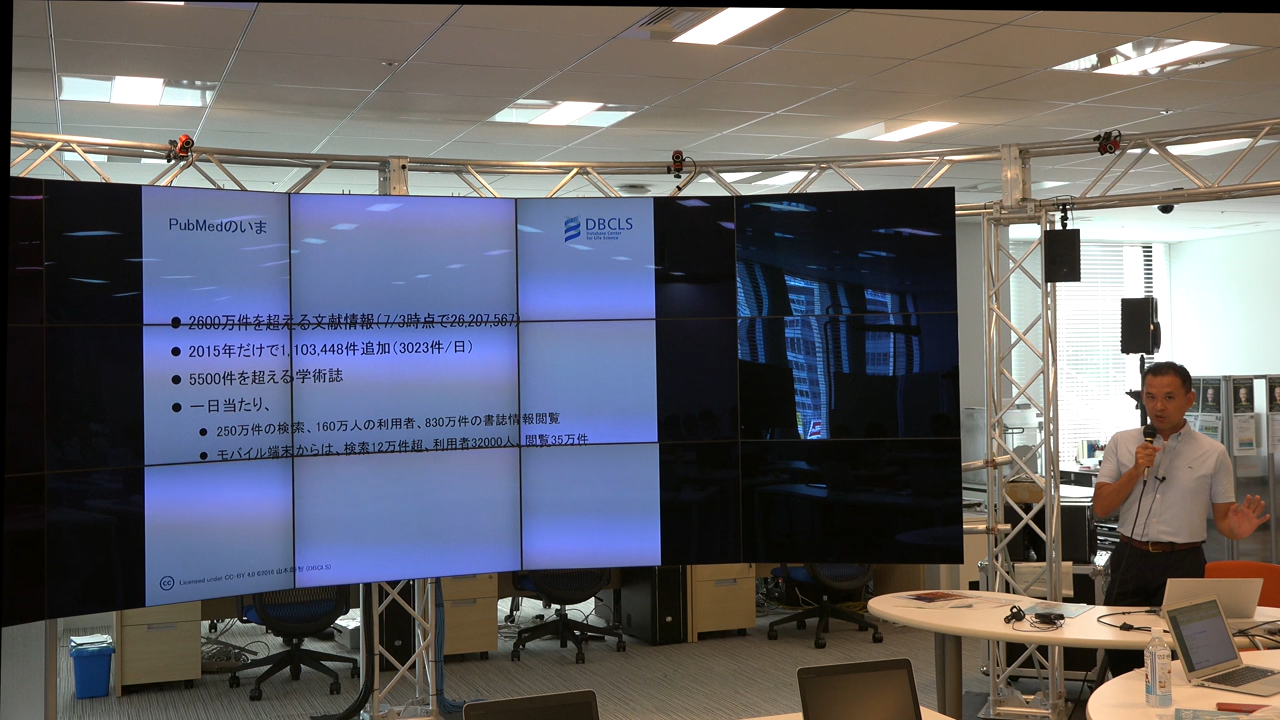 PubMedのいま
DBCLS
Database Center
for Life Science
● 2600万件を超える文献情報(7/3時点で26,207,567)
● 2015年だけで1,103,448件追加(3023件/日)
● 5500件を超える学術誌
● 一日当たり、
● 250万件の検索、160万人の利用者、830万件の書誌情報閲覧
● モバイル端末からは、検索 万件超、利用者32000人、閲覧35万件
cc Licensed under CC-BY 4.0 ©2016 山本 智 (DBCLS)